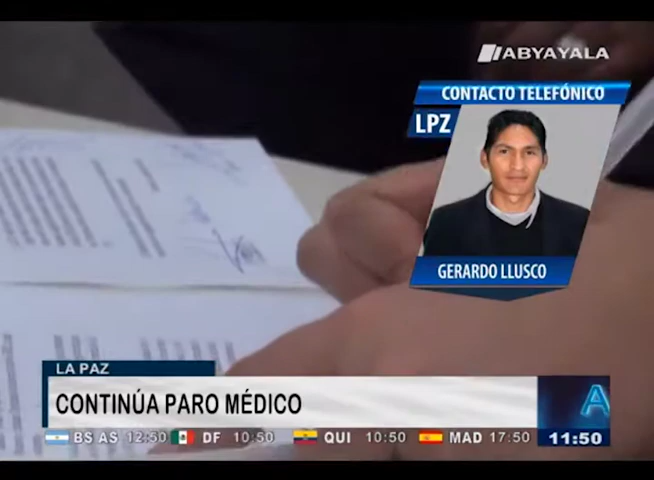 ABYAYALA
CONTACTO TELEFÓNICO
LPZ
GERARDO LLUSCO
LA PAZ
CONTINÚA PARO MÉDICO
A
BS AS 12:50 DF 10:50 QUI 10:50 MAD 17:50
11:50